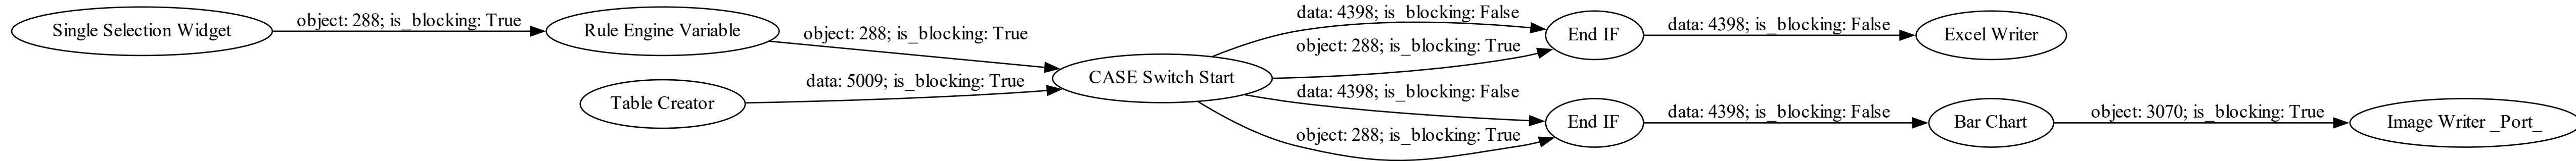 Single Selection Widget
object: 288; is_blocking: True
Rule Engine Variable
object: 288; is_blocking: True
Table Creator
data: 5009; is_blocking: True
CASE Switch Start
data: 4398; is_blocking: False
object: 288; is_blocking: True
End IF
data: 4398; is_blocking: False
Excel Writer
data: 4398; is_blocking: False
object: 288; is_blocking: True
End IF
data: 4398; is_blocking: False
Bar Chart
object: 3070; is_blocking: True
Image Writer _Port_